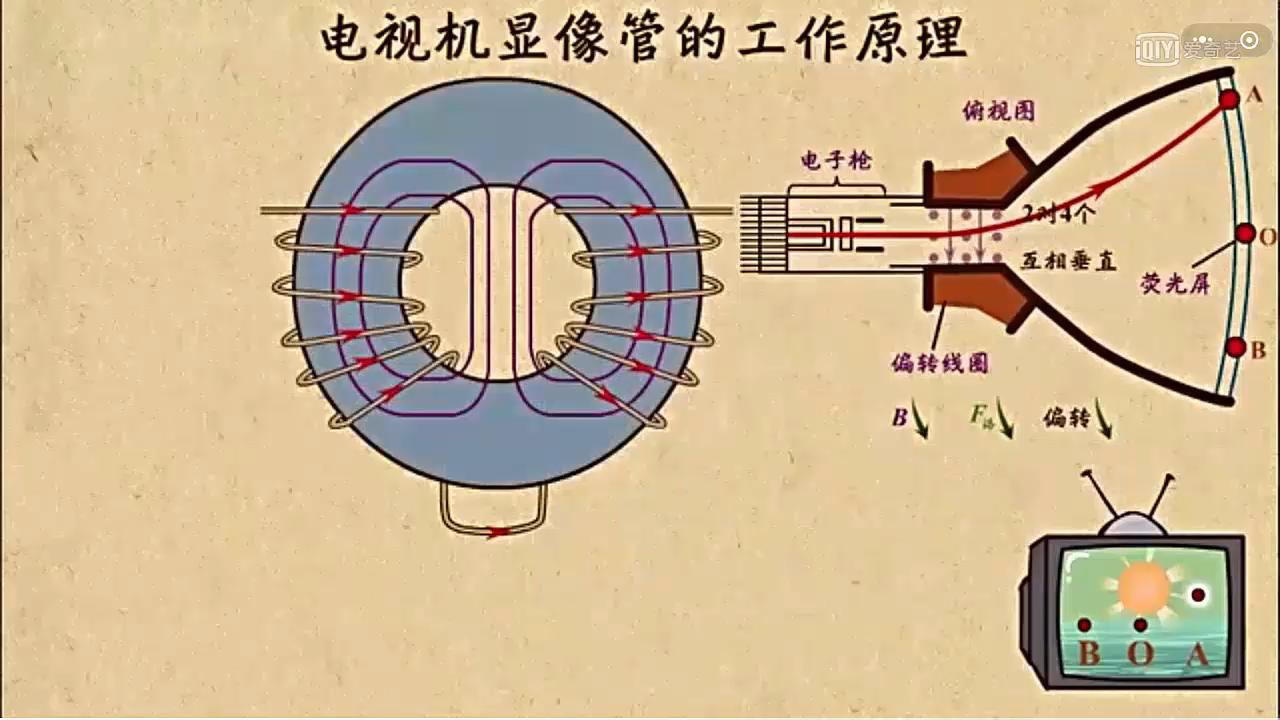 电视机显像管的工作原理
iQIYI 爱奇艺
俯视图
A
电子枪
2对4个
O
互相垂直
荧光屏
B
偏转线圈
B
F洛
偏转
B O A